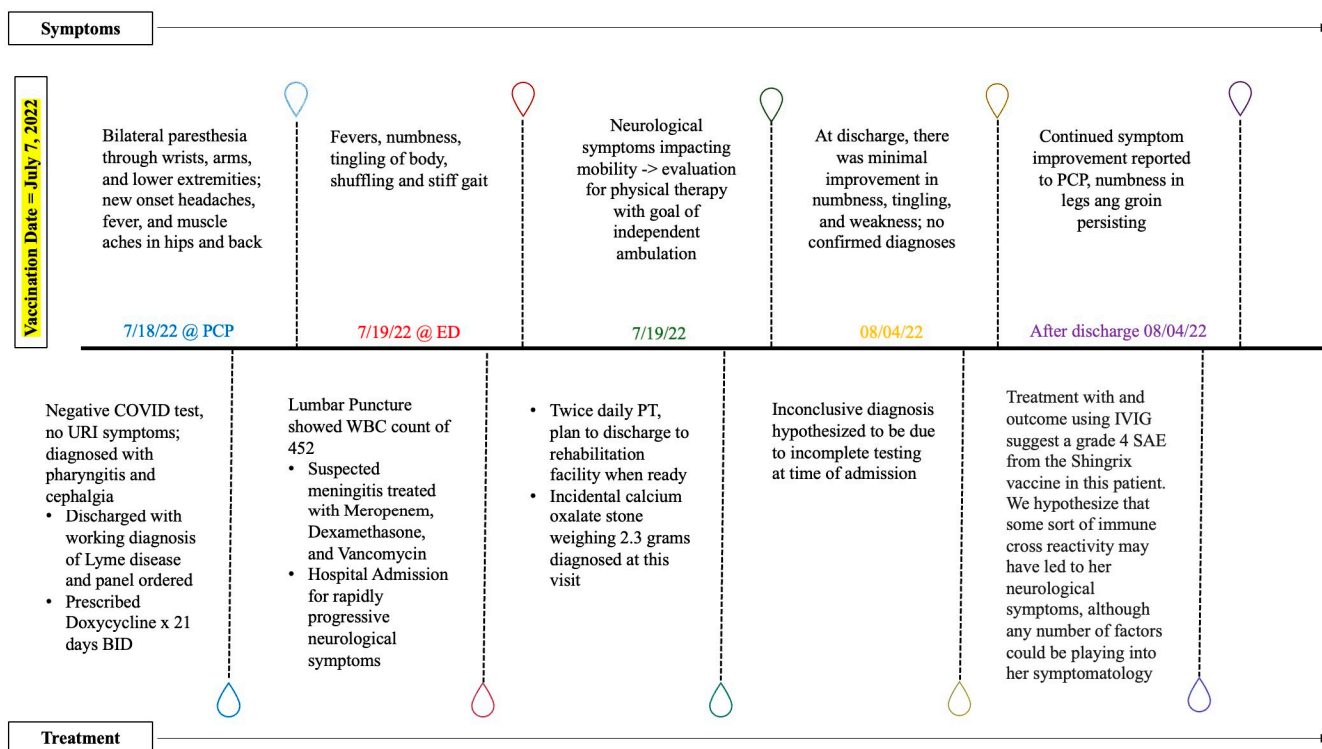 Symptoms
Vaccination Date = July 7, 2022
Bilateral paresthesia
through wrists, arms,
and lower extremities;
new onset headaches,
fever, and muscle
aches in hips and back
7/18/22 @ PCP
Fevers, numbness,
tingling of body,
shuffling and stiff gait
7/19/22 @ ED
Neurological
symptoms impacting
mobility -> evaluation
for physical therapy
with goal of
independent
ambulation
7/19/22
At discharge, there
was minimal
improvement in
numbness, tingling,
and weakness; no
confirmed diagnoses
08/04/22
Continued symptom
improvement reported
to PCP, numbness in
legs ang groin
persisting
After discharge 08/04/22
Negative COVID test,
no URI symptoms;
diagnosed with
pharyngitis and
cephalgia
• Discharged with
working diagnosis
of Lyme disease
and panel ordered
• Prescribed
Doxycycline x 21
days BID
Lumbar Puncture
showed WBC count of
452
• Suspected
meningitis treated
with Meropenem,
Dexamethasone,
and Vancomycin
• Hospital Admission
for rapidly
progressive
neurological
symptoms
• Twice daily PT,
plan to discharge to
rehabilitation
facility when ready
• Incidental calcium
oxalate stone
weighing 2.3 grams
diagnosed at this
visit
Inconclusive diagnosis
hypothesized to be due
to incomplete testing
at time of admission
Treatment with and
outcome using IVIG
suggest a grade 4 SAE
from the Shingrix
vaccine in this patient.
We hypothesize that
some sort of immune
cross reactivity may
have led to her
neurological
symptoms, although
any number of factors
could be playing into
her symptomatology
Treatment